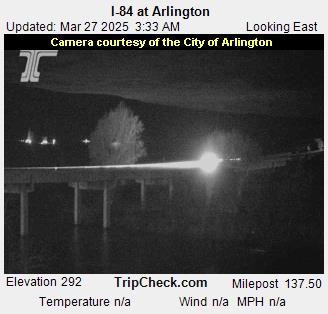 I-84 at Arlington
Updated: Mar 27 2025 3:33 AM Looking East
Camera courtesy of the City of Arlington
Elevation 292 TripCheck.com Milepost 137.50
Temperature n/a Wind n/a MPH n/a